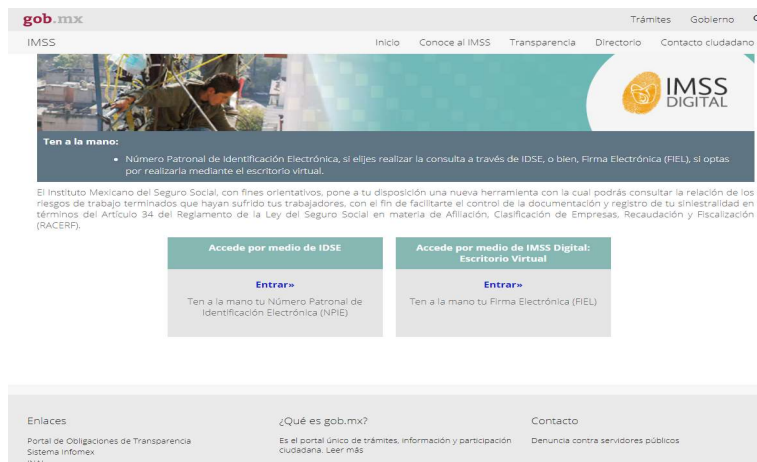 gob.mx
Trámites Gobierno
IMSS
Inicio Conoce al IMSS Transparencia Directorio Contacto ciudadano
IMSS
DIGITAL
Ten a la mano:
• Número Patronal de Identificación Electrónica, si elijes realizar la consulta a través de IDSE, o bien, Firma Electrónica (FIEL), si optas
por realizarla mediante el escritorio virtual.
El Instituto Mexicano del Seguro Social, con fines orientativos, pone a tu disposición una nueva herramienta con la cual podrás consultar la relación de los
riesgos de trabajo terminados que hayan sufrido tus trabajadores, con el fin de facilitarte el control de la documentación y registro de tu siniestralidad en
términos del Artículo 34 del Reglamento de la Ley del Seguro Social en materia de Afiliación, Clasificación de Empresas, Recaudación y Fiscalización
(RACERF).
Accede por medio de IDSE
Entrar»
Ten a la mano tu Número Patronal de
Identificación Electrónica (NPIE)
Accede por medio de IMSS Digital:
Escritorio Virtual
Entrar»
Ten a la mano tu Firma Electrónica (FIEL)
Enlaces
Portal de Obligaciones de Transparencia
Sistema Infomex
¿Qué es gob.mx?
Es el portal único de trámites, información y participación
ciudadana. Leer más
Contacto
Denuncia contra servidores públicos